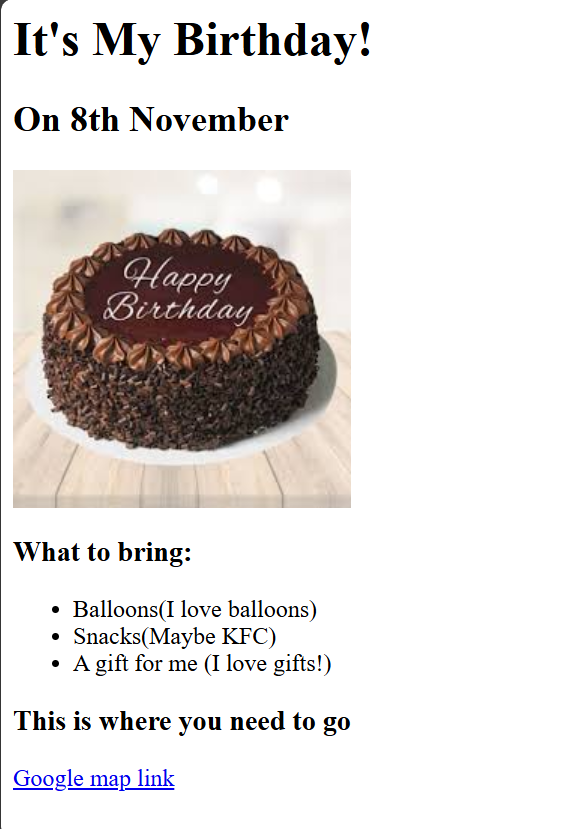 It's My Birthday!
On 8th November
Happy
Birthday
What to bring:
Balloons(I love balloons)
Snacks(Maybe KFC)
A gift for me (I love gifts!)
This is where you need to go
Google map link